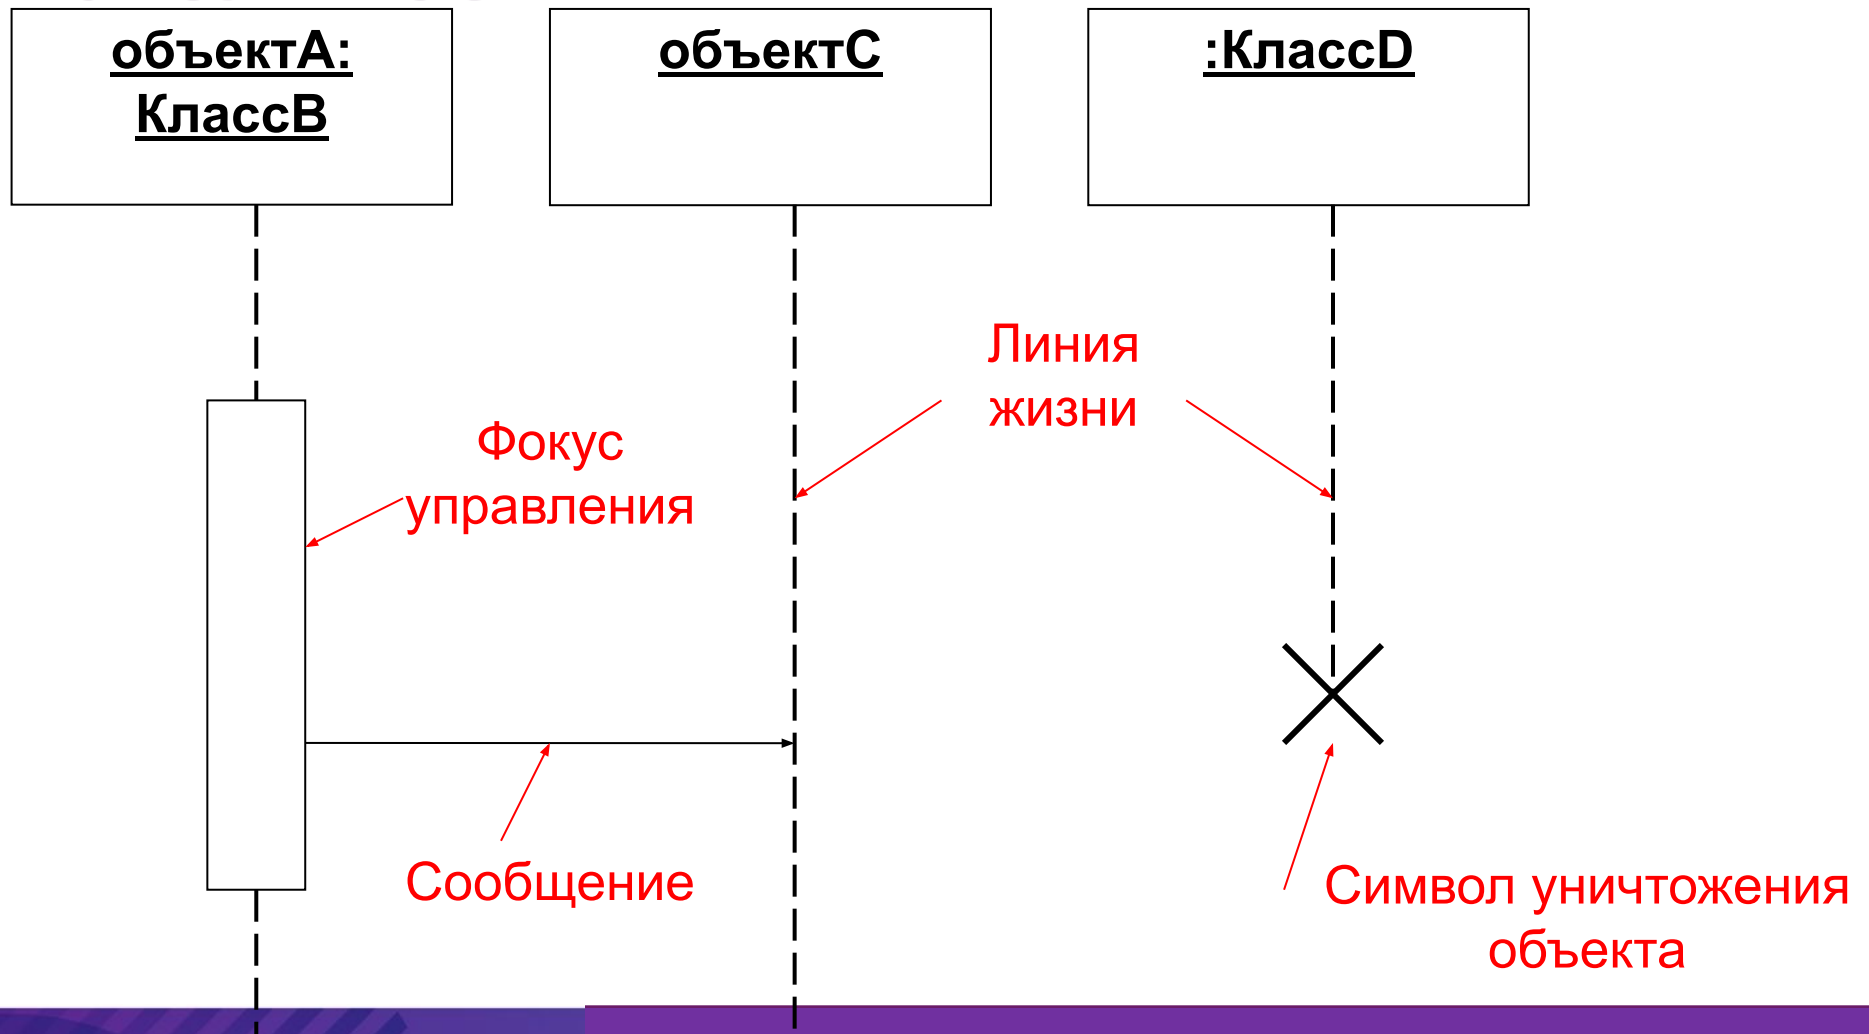 объектА:
КлассВ
объектС
:КлассD
Линия
жизни
Фокус
управления
Сообщение
Символ уничтожения
объекта